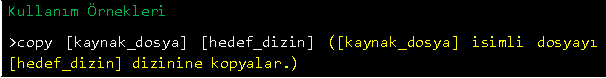 Kullanım Örnekleri
>copy [kaynak_dosya] [hedef_dizin] ([kaynak_dosya] isimli dosyayı
[hedef_dizin] dizinine kopyalar.)